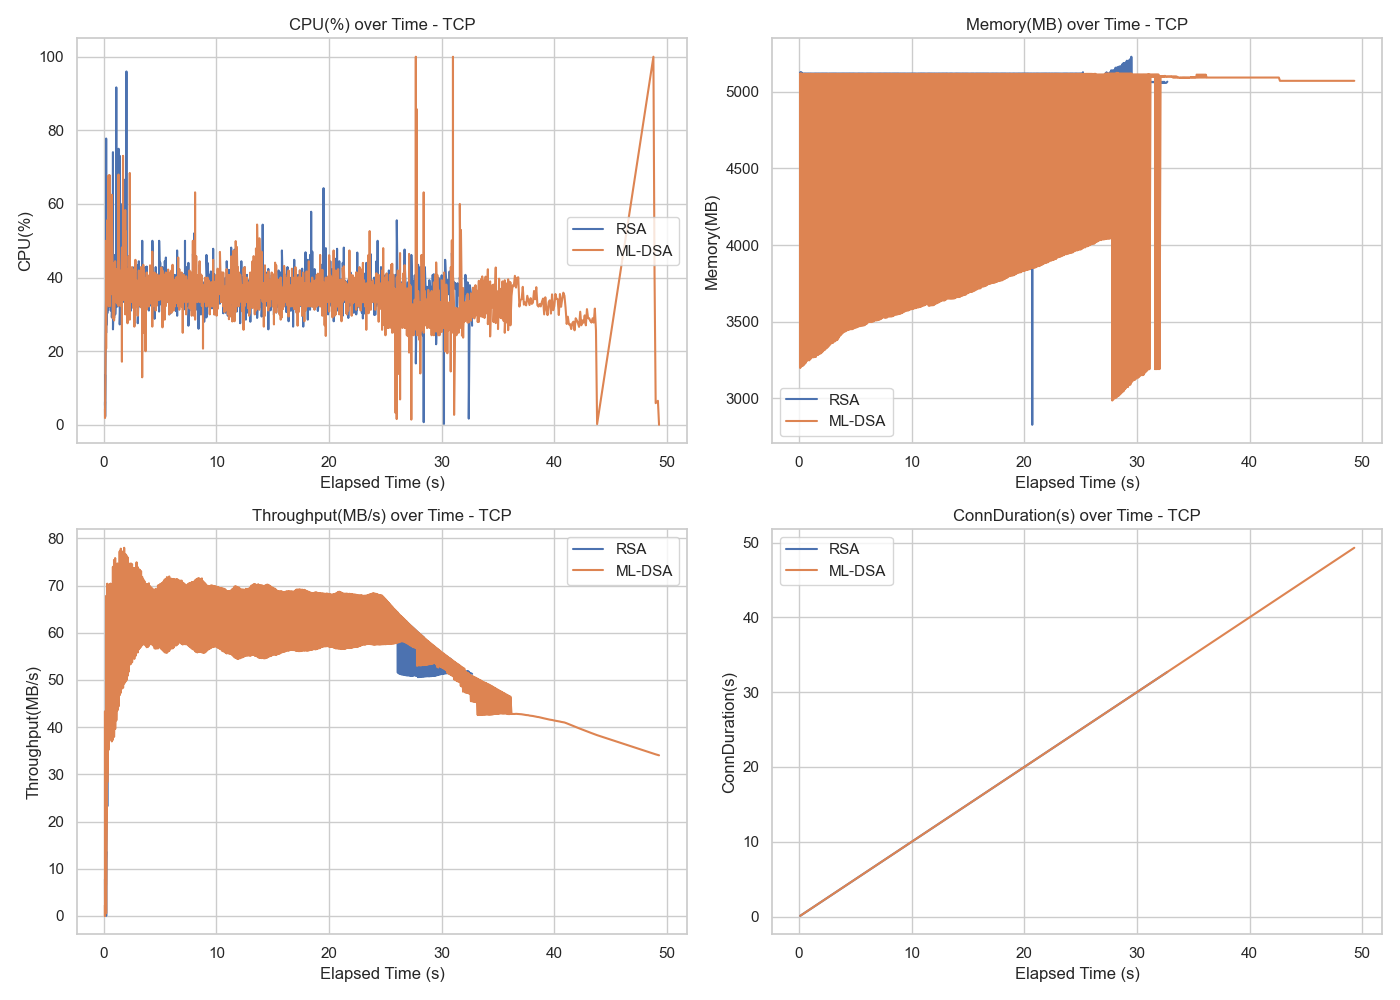 CPU(%) over Time - TCP
100
80
60
40
20
0
CPU(%)
RSA
ML-DSA
0 10 20 30 40 50
Elapsed Time (s)
Memory(MB) over Time - TCP
5000
4500
4000
3500
3000
Memory(MB)
RSA
ML-DSA
0 10 20 30 40 50
Elapsed Time (s)
Throughput(MB/s) over Time - TCP
80
70
60
50
40
30
20
10
0
Throughput(MB/s)
RSA
ML-DSA
0 10 20 30 40 50
Elapsed Time (s)
ConnDuration(s) over Time - TCP
50
40
30
20
10
0
ConnDuration(s)
RSA
ML-DSA
0 10 20 30 40 50
Elapsed Time (s)